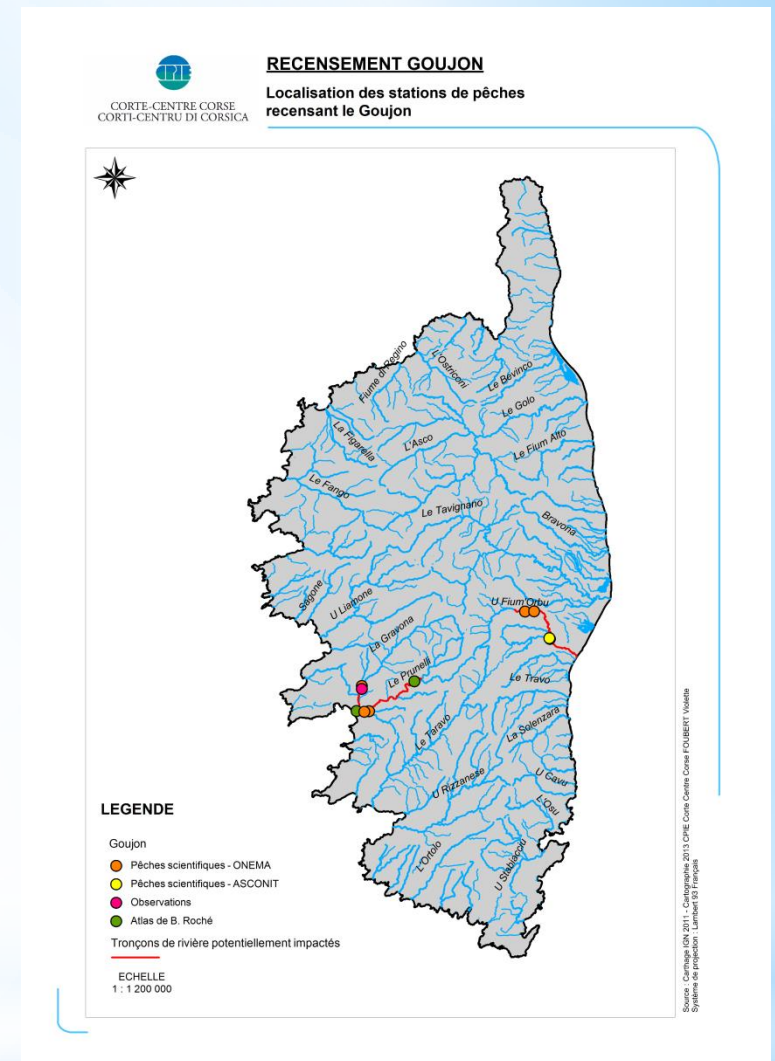 CPIE
CORTE-CENTRE CORSE
CORTI-CENTRU DI CORSICA
RECENSEMENT GOUJON
Localisation des stations de pêches
recensant le Goujon
Fiume di Regino
L'Ostriconi
Le Bevinco
Le Golo
La Figarella
L'Asco
Le Fium Alto
Le Fango
Le Tavignano
Bravona
Sagone
U Liamone
U Fium'Orbu
La Gravona
Le Prunelli
Le Travo
Le Taravo
La Solenzara
U Rizzanese
U Cavu
L'Osu
L'Ortolo
U Stabiacciu
LEGENDE
Goujon
Pêches scientifiques - ONEMA
Pêches scientifiques - ASCONIT
Observations
Atlas de B. Roché
Tronçons de rivière potentiellement impactés
ECHELLE
1 : 1 200 000
Source : Carthage IGN 2011 - Cartographie 2013 CPIE Corte Centre Corse FOUBERT Violette
Système de projection : Lambert 93 Français